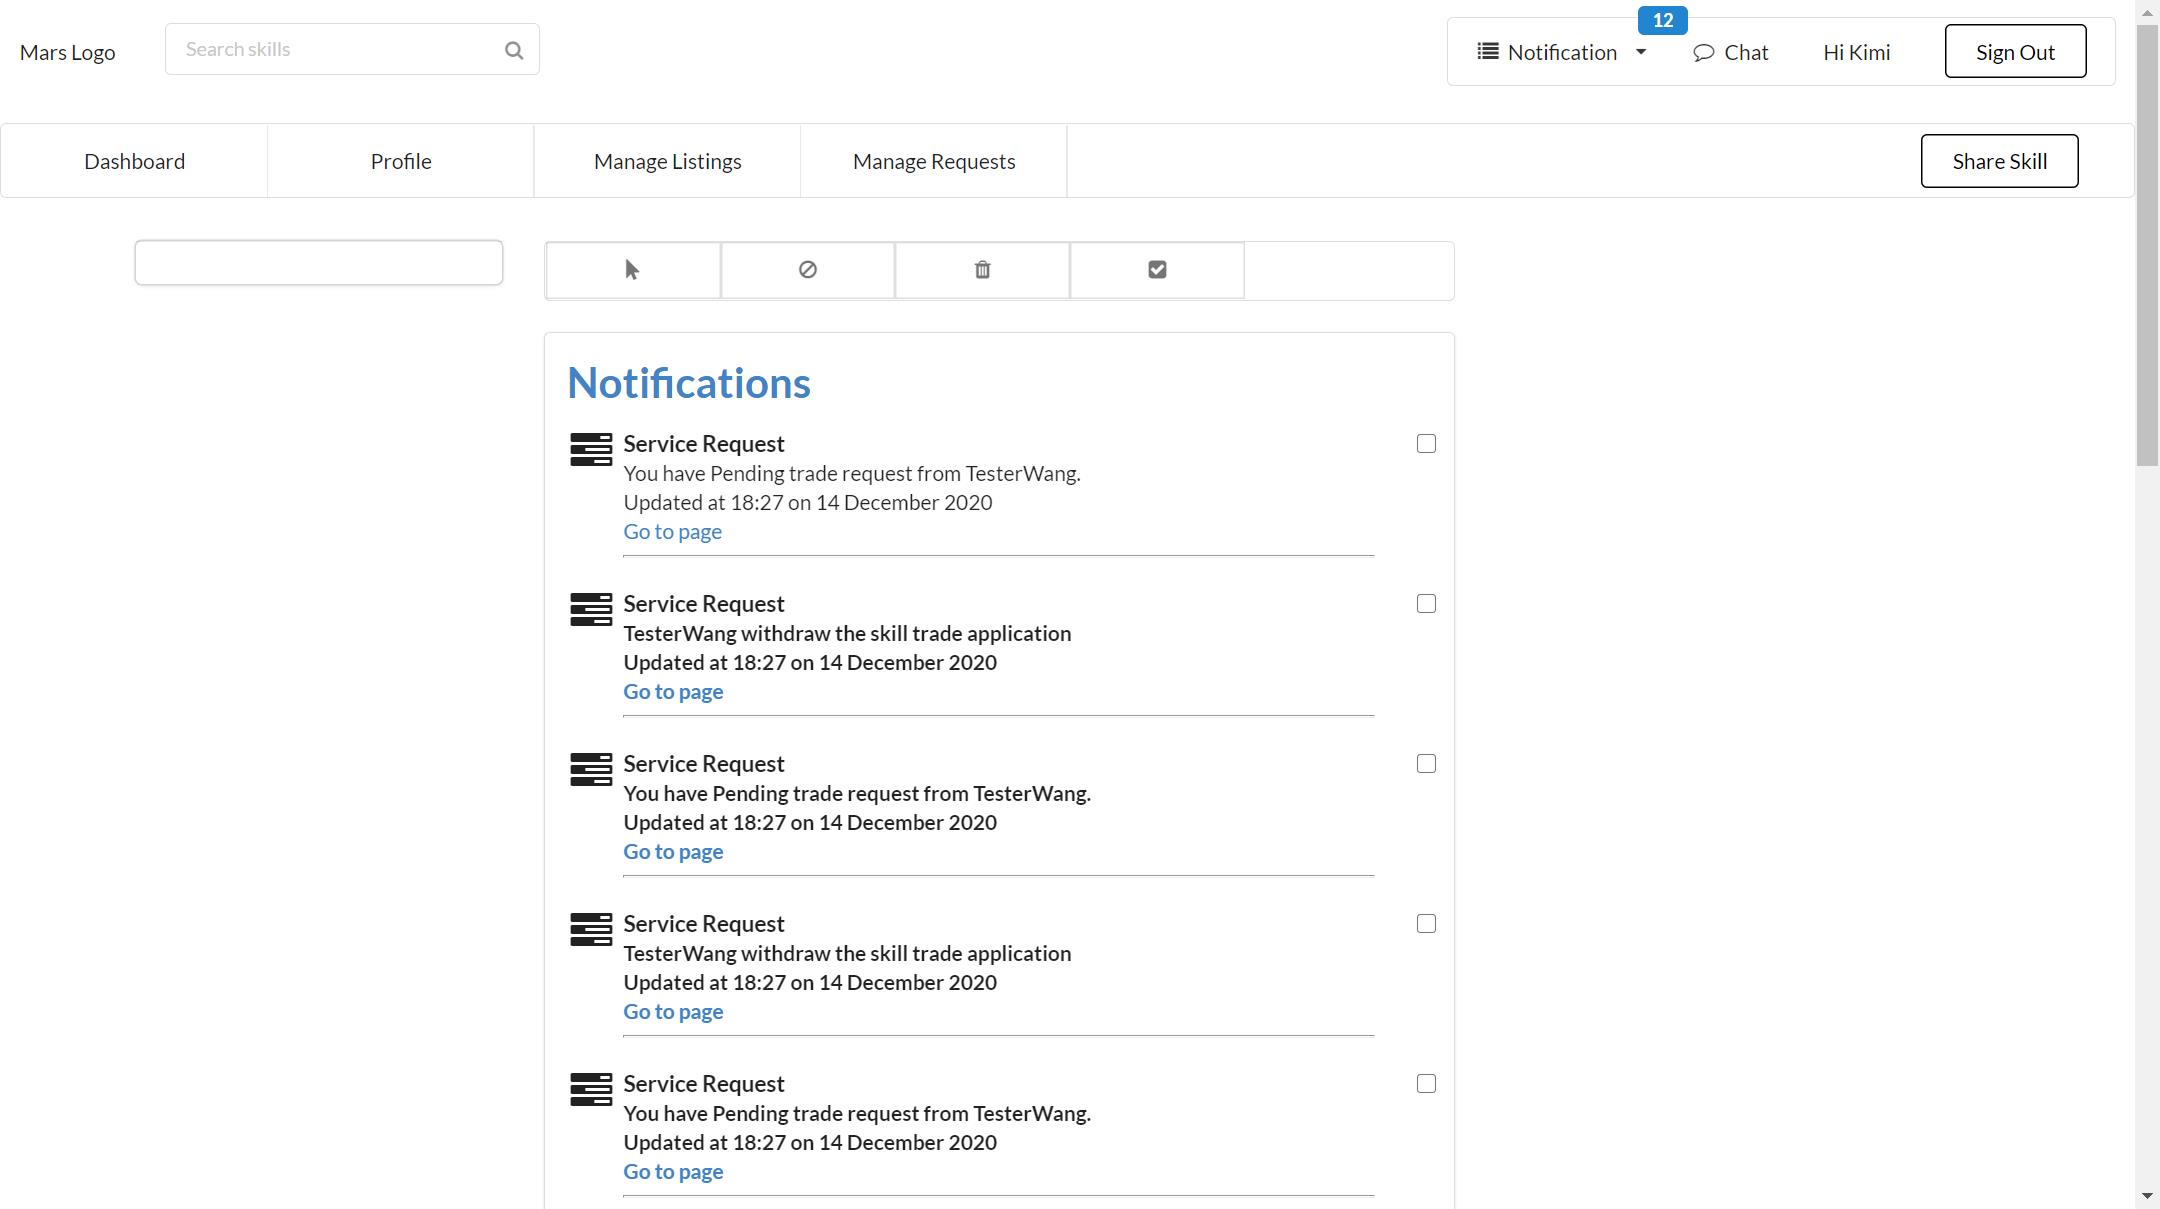 Mars Logo
Search skills
12
Notification
Chat
Hi Kimi
Sign Out
Dashboard
Profile
Manage Listings
Manage Requests
Share Skill
Notifications
Service Request
You have Pending trade request from TesterWang.
Updated at 18:27 on 14 December 2020
Go to page
Service Request
TesterWang withdraw the skill trade application
Updated at 18:27 on 14 December 2020
Go to page
Service Request
You have Pending trade request from TesterWang.
Updated at 18:27 on 14 December 2020
Go to page
Service Request
TesterWang withdraw the skill trade application
Updated at 18:27 on 14 December 2020
Go to page
Service Request
You have Pending trade request from TesterWang.
Updated at 18:27 on 14 December 2020
Go to page